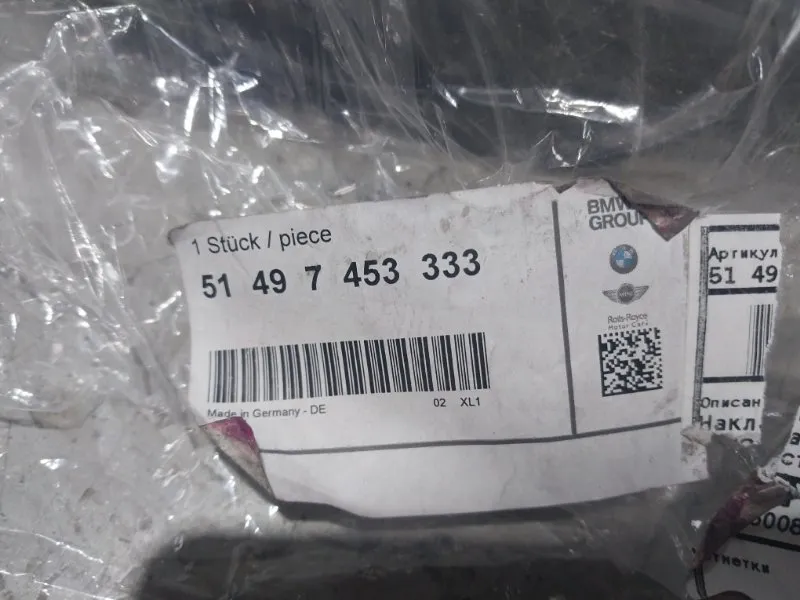 1 Stück / piece
51 49 7 453 333
Made in Germany - DE
02 XL1
BMW
GROUP
Rolls-Royce
Motor Cars
Артикул
51 49
Описан
Накл